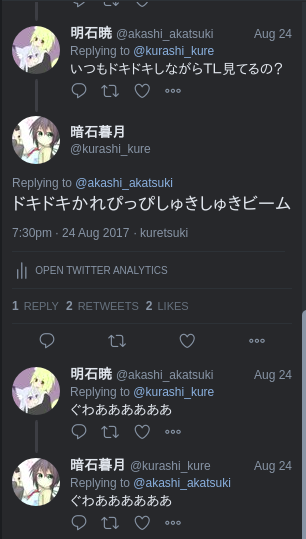 明石暁 @akashi_akatsuki Aug 24
Replying to @kurashi_kure
いつもドキドキしながらTL見てるの?
暗石暮月
@kurashi_kure
Replying to @akashi_akatsuki
ドキドキかれぴっぴしゅきしゅきビーム
7:30pm · 24 Aug 2017 · kuretsuki
OPEN TWITTER ANALYTICS
1 REPLY 2 RETWEETS 2 LIKES
明石暁 @akashi_akatsuki Aug 24
Replying to @kurashi_kure
ぐわああああああ
暗石暮月 @kurashi_kure Aug 24
Replying to @akashi_akatsuki
ぐわああああああ